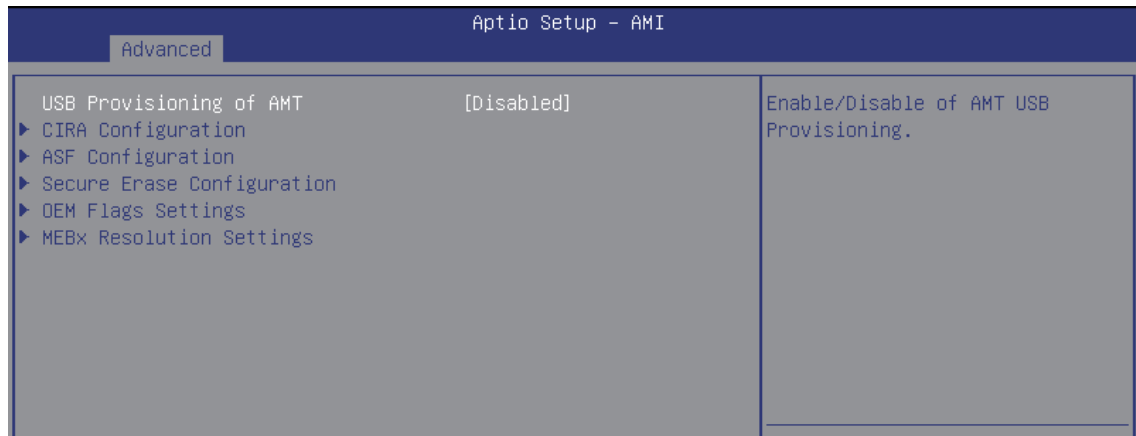 Aptio Setup - AMI
Advanced
USB Provisioning of AMT [Disabled]
▶ CIRA Configuration
▶ ASF Configuration
▶ Secure Erase Configuration
▶ OEM Flags Settings
▶ MEBx Resolution Settings
Enable/Disable of AMT USB
Provisioning.